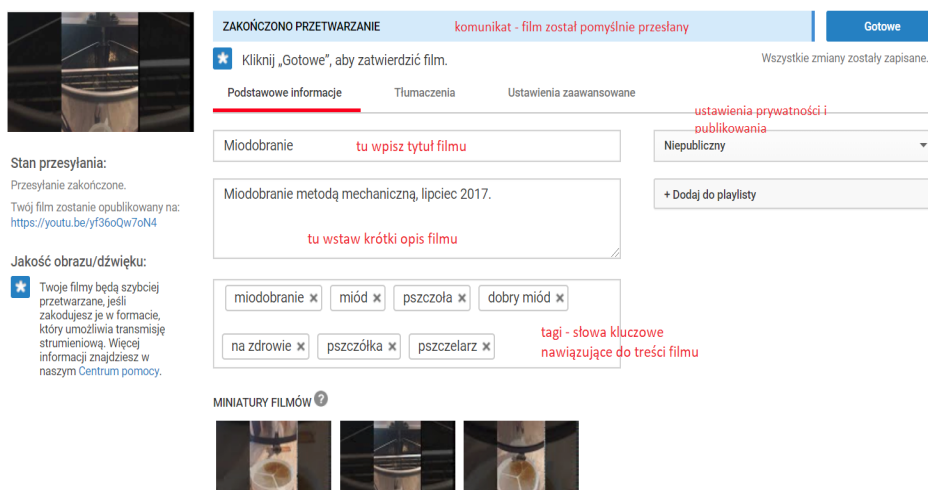 ZAKOŃCZONO PRZETWARZANIE
komunikat - film został pomyślnie przesłany
Gotowe
Kliknij „Gotowe”, aby zatwierdzić film.
Wszystkie zmiany zostały zapisane.
Podstawowe informacje
Tłumaczenia
Ustawienia zaawansowane
ustawienia prywatności i
publikowania
Miodobranie
tu wpisz tytuł filmu
Niepubliczny
Miodobranie metodą mechaniczną, lipiec 2017.
tu wstaw krótki opis filmu
+ Dodaj do playlisty
Stan przesyłania:
Przesyłanie zakończone.
Twój film zostanie opublikowany na:
https://youtu.be/yf36oQw7oN4
Jakość obrazu/dźwięku:
Twoje filmy będą szybciej
przetwarzane, jeśli
zakodujesz je w formacie,
który umożliwia transmisję
strumieniową. Więcej
informacji znajdziesz w
naszym Centrum pomocy.
miodobranie × miód × pszczoła × dobry miód ×
na zdrowie × pszczółka × pszczelarz ×
tagi - słowa kluczowe
nawiązujące do treści filmu
MINIATURY FILMÓW ?